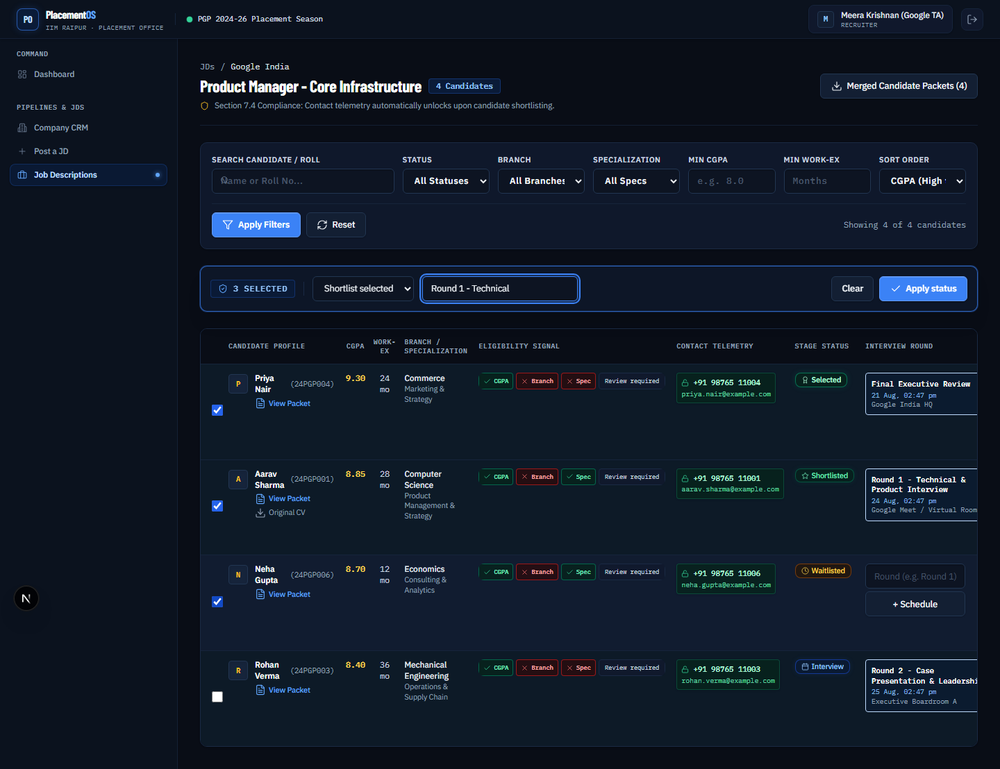 PO
PlacementOS
IIM RAIPUR · PLACEMENT OFFICE
PGP 2024-26 Placement Season
M
Meera Krishnan (Google TA)
RECRUITER
COMMAND
Dashboard
PIPELINES & JDS
Company CRM
Post a JD
Job Descriptions
N
JDs / Google India
Product Manager - Core Infrastructure
4 Candidates
Section 7.4 Compliance: Contact telemetry automatically unlocks upon candidate shortlisting.
Merged Candidate Packets (4)
SEARCH CANDIDATE / ROLL
STATUS
BRANCH
SPECIALIZATION
MIN CGPA
MIN WORK-EX
SORT ORDER
Name or Roll No...
All Statuses
All Branches
All Specs
e.g. 8.0
Months
CGPA (High
Apply Filters
Reset
Showing 4 of 4 candidates
3 SELECTED
Shortlist selected
Round 1 - Technical
Clear
Apply status
CANDIDATE PROFILE
CGPA
WORK-
EX
BRANCH /
SPECIALIZATION
ELIGIBILITY SIGNAL
CONTACT TELEMETRY
STAGE STATUS
INTERVIEW ROUND
P
Priya
Nair
(24PGP004)
View Packet
9.30
24
mo
Commerce
Marketing &
Strategy
CGPA
Branch
Spec
Review required
+91 98765 11004
priya.nair@example.com
Selected
Final Executive Review
21 Aug, 02:47 pm
Google India HQ
A
Aarav
Sharma
(24PGP001)
View Packet
Original CV
8.85
28
mo
Computer
Science
Product
Management &
Strategy
CGPA
Branch
Spec
Review required
+91 98765 11001
aarav.sharma@example.com
Shortlisted
Round 1 - Technical &
Product Interview
24 Aug, 02:47 pm
Google Meet / Virtual Room
N
Neha
Gupta
(24PGP006)
View Packet
8.70
12
mo
Economics
Consulting &
Analytics
CGPA
Branch
Spec
Review required
+91 98765 11006
neha.gupta@example.com
Waitlisted
Round (e.g. Round 1)
+ Schedule
R
Rohan
Verma
(24PGP003)
View Packet
8.40
36
mo
Mechanical
Engineering
Operations &
Supply Chain
CGPA
Branch
Spec
Review required
+91 98765 11003
rohan.verma@example.com
Interview
Round 2 - Case
Presentation & Leadershi
25 Aug, 02:47 pm
Executive Boardroom A